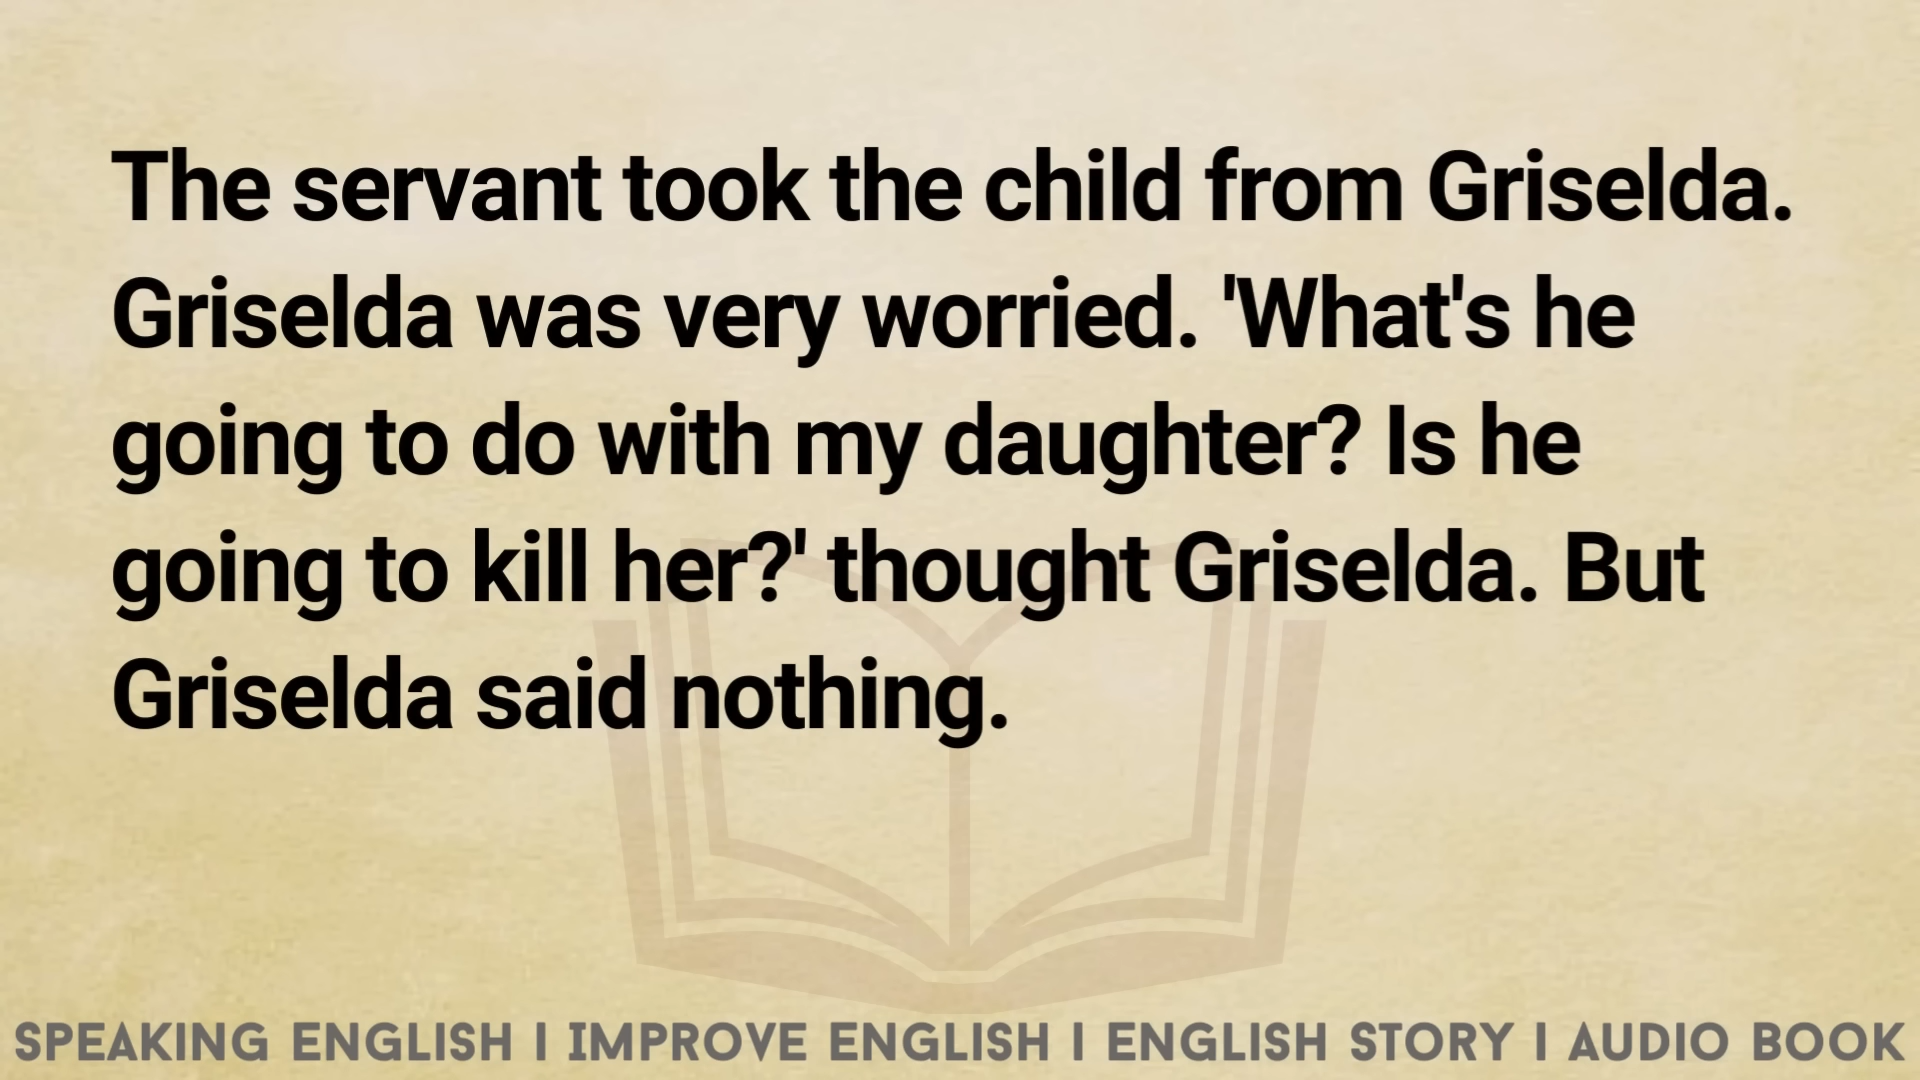 The servant took the child from Griselda.
Griselda was very worried. 'What's he
going to do with my daughter? Is he
going to kill her?' thought Griselda. But
Griselda said nothing.
SPEAKING ENGLISH I IMPROVE ENGLISH I ENGLISH STORY I AUDIO BOOK